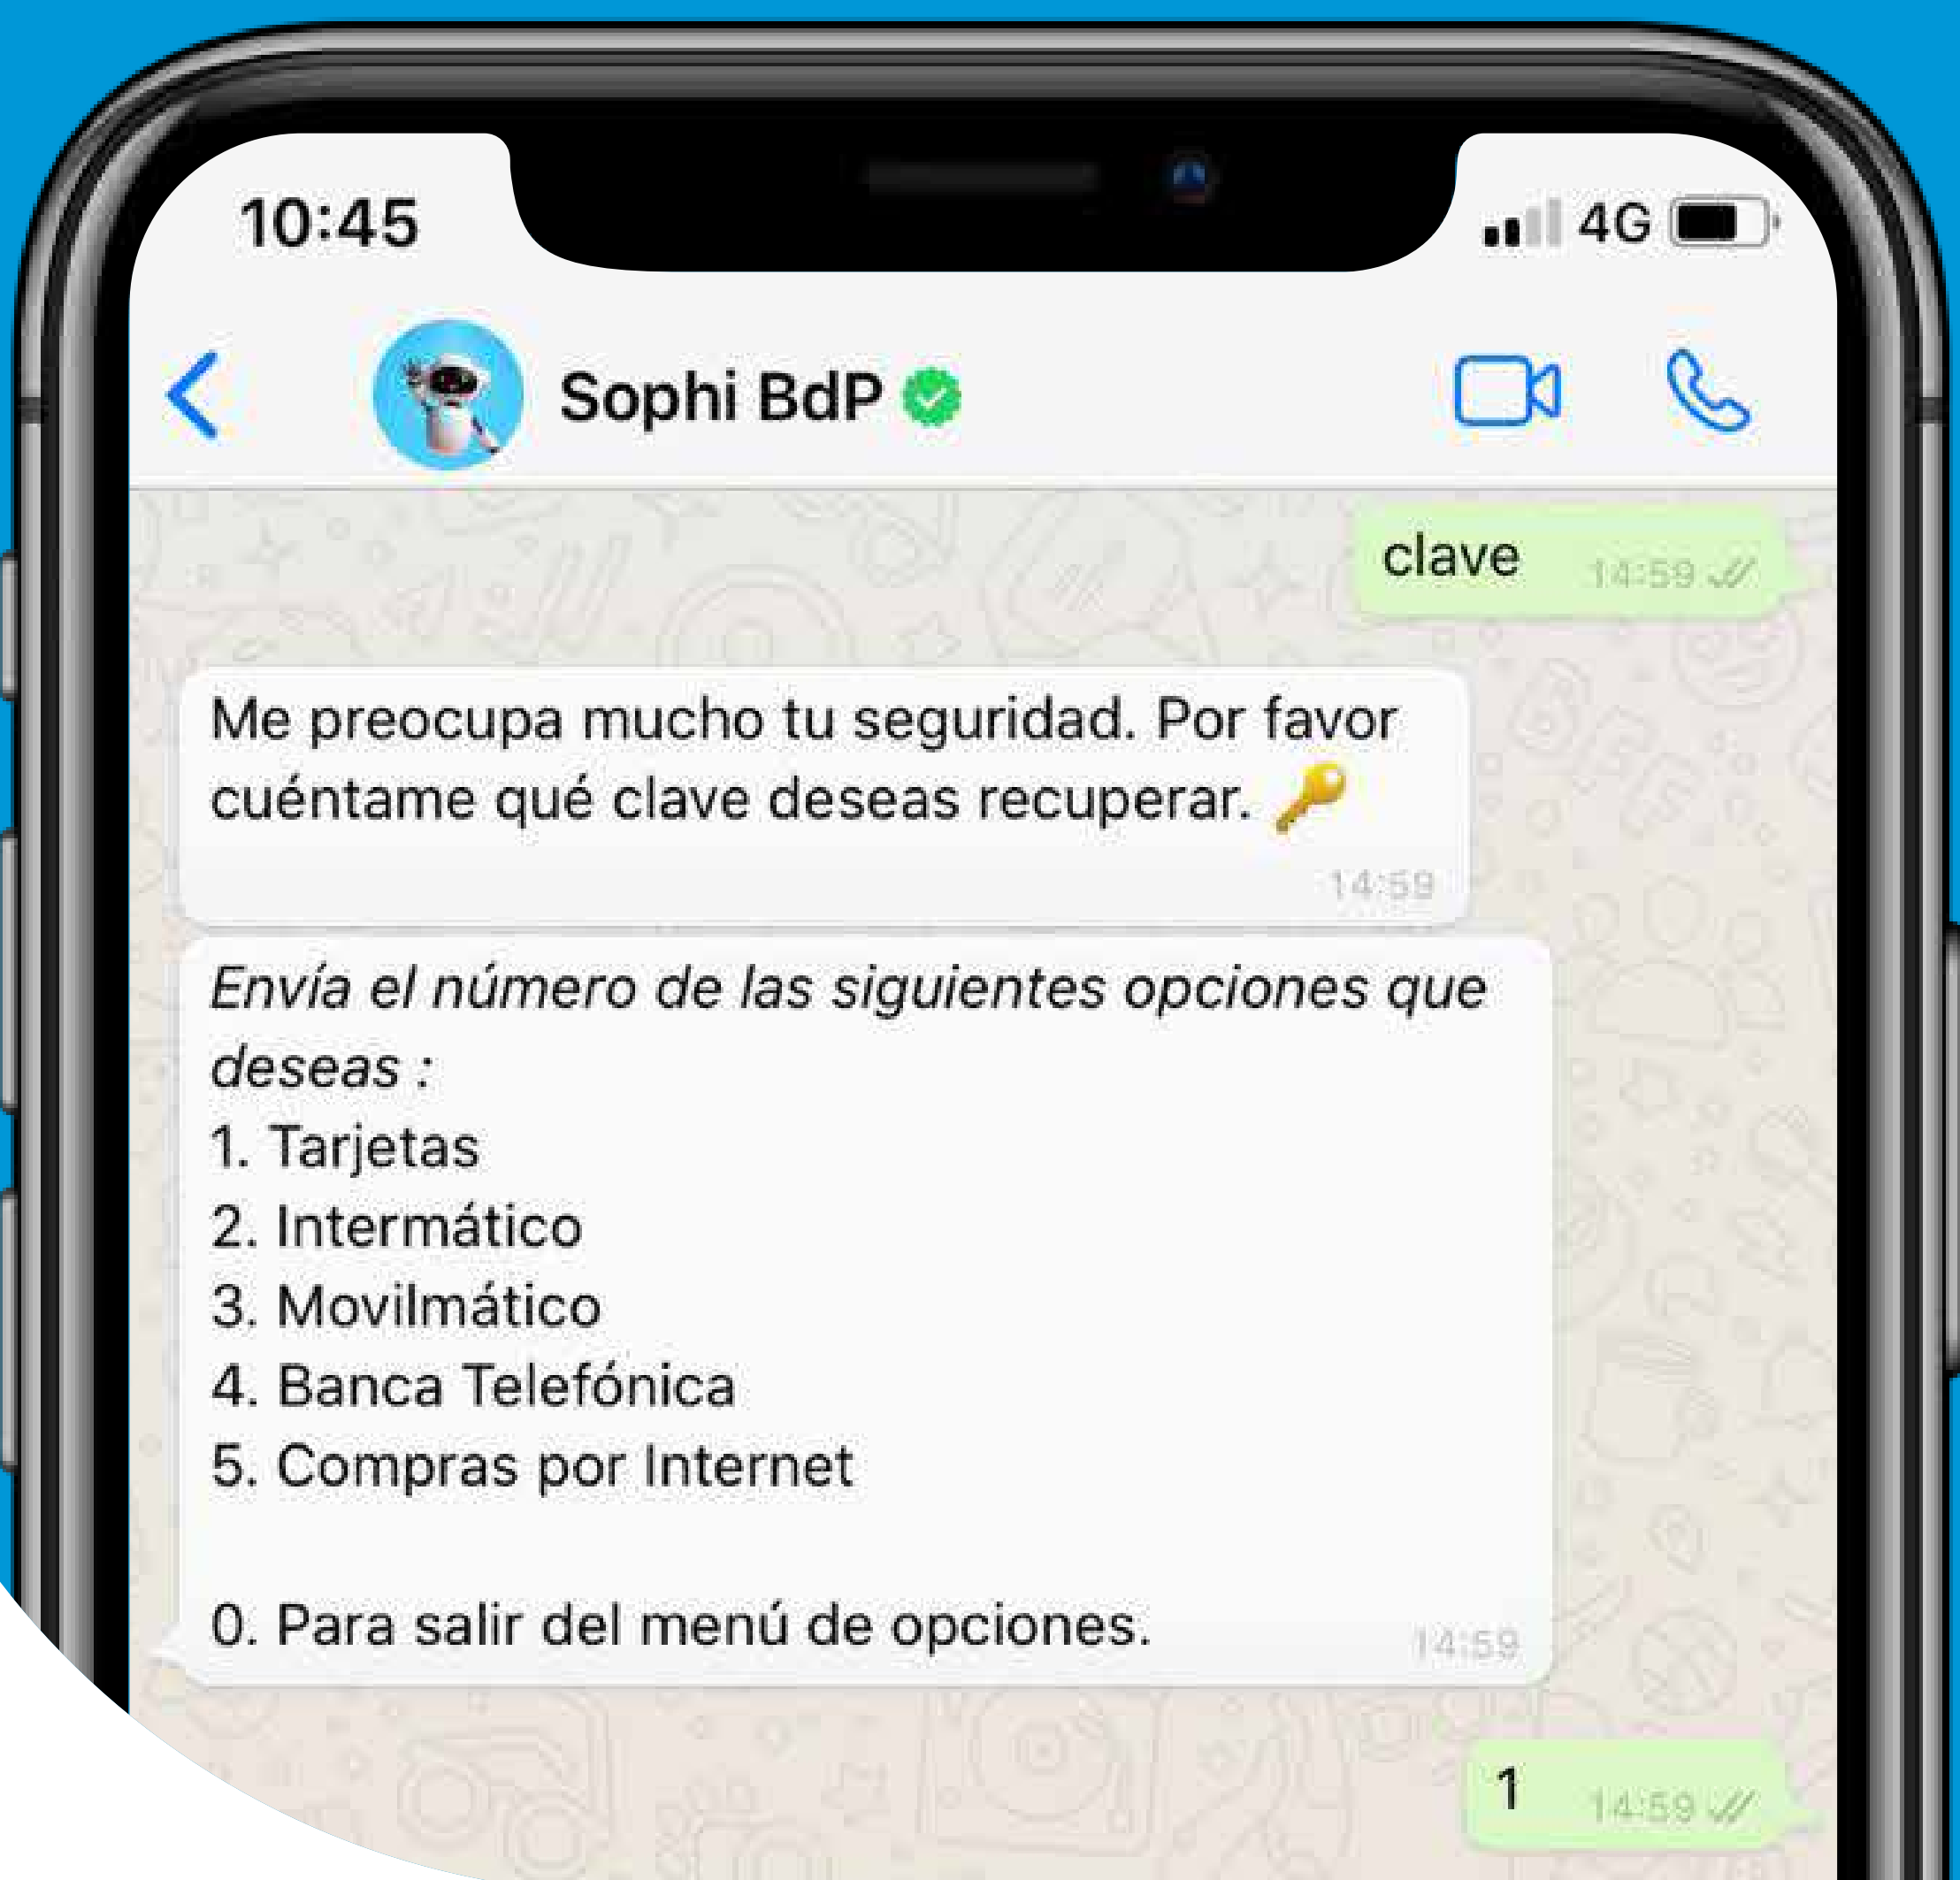 10:45 4G
Sophi BdP
clave 14:59
Me preocupa mucho tu seguridad. Por favor
cuéntame qué clave deseas recuperar. 🔑
14:59
Envía el número de las siguientes opciones que
deseas :
1. Tarjetas
2. Intermático
3. Movilmático
4. Banca Telefónica
5. Compras por Internet
0. Para salir del menú de opciones. 14:59
1 14:59